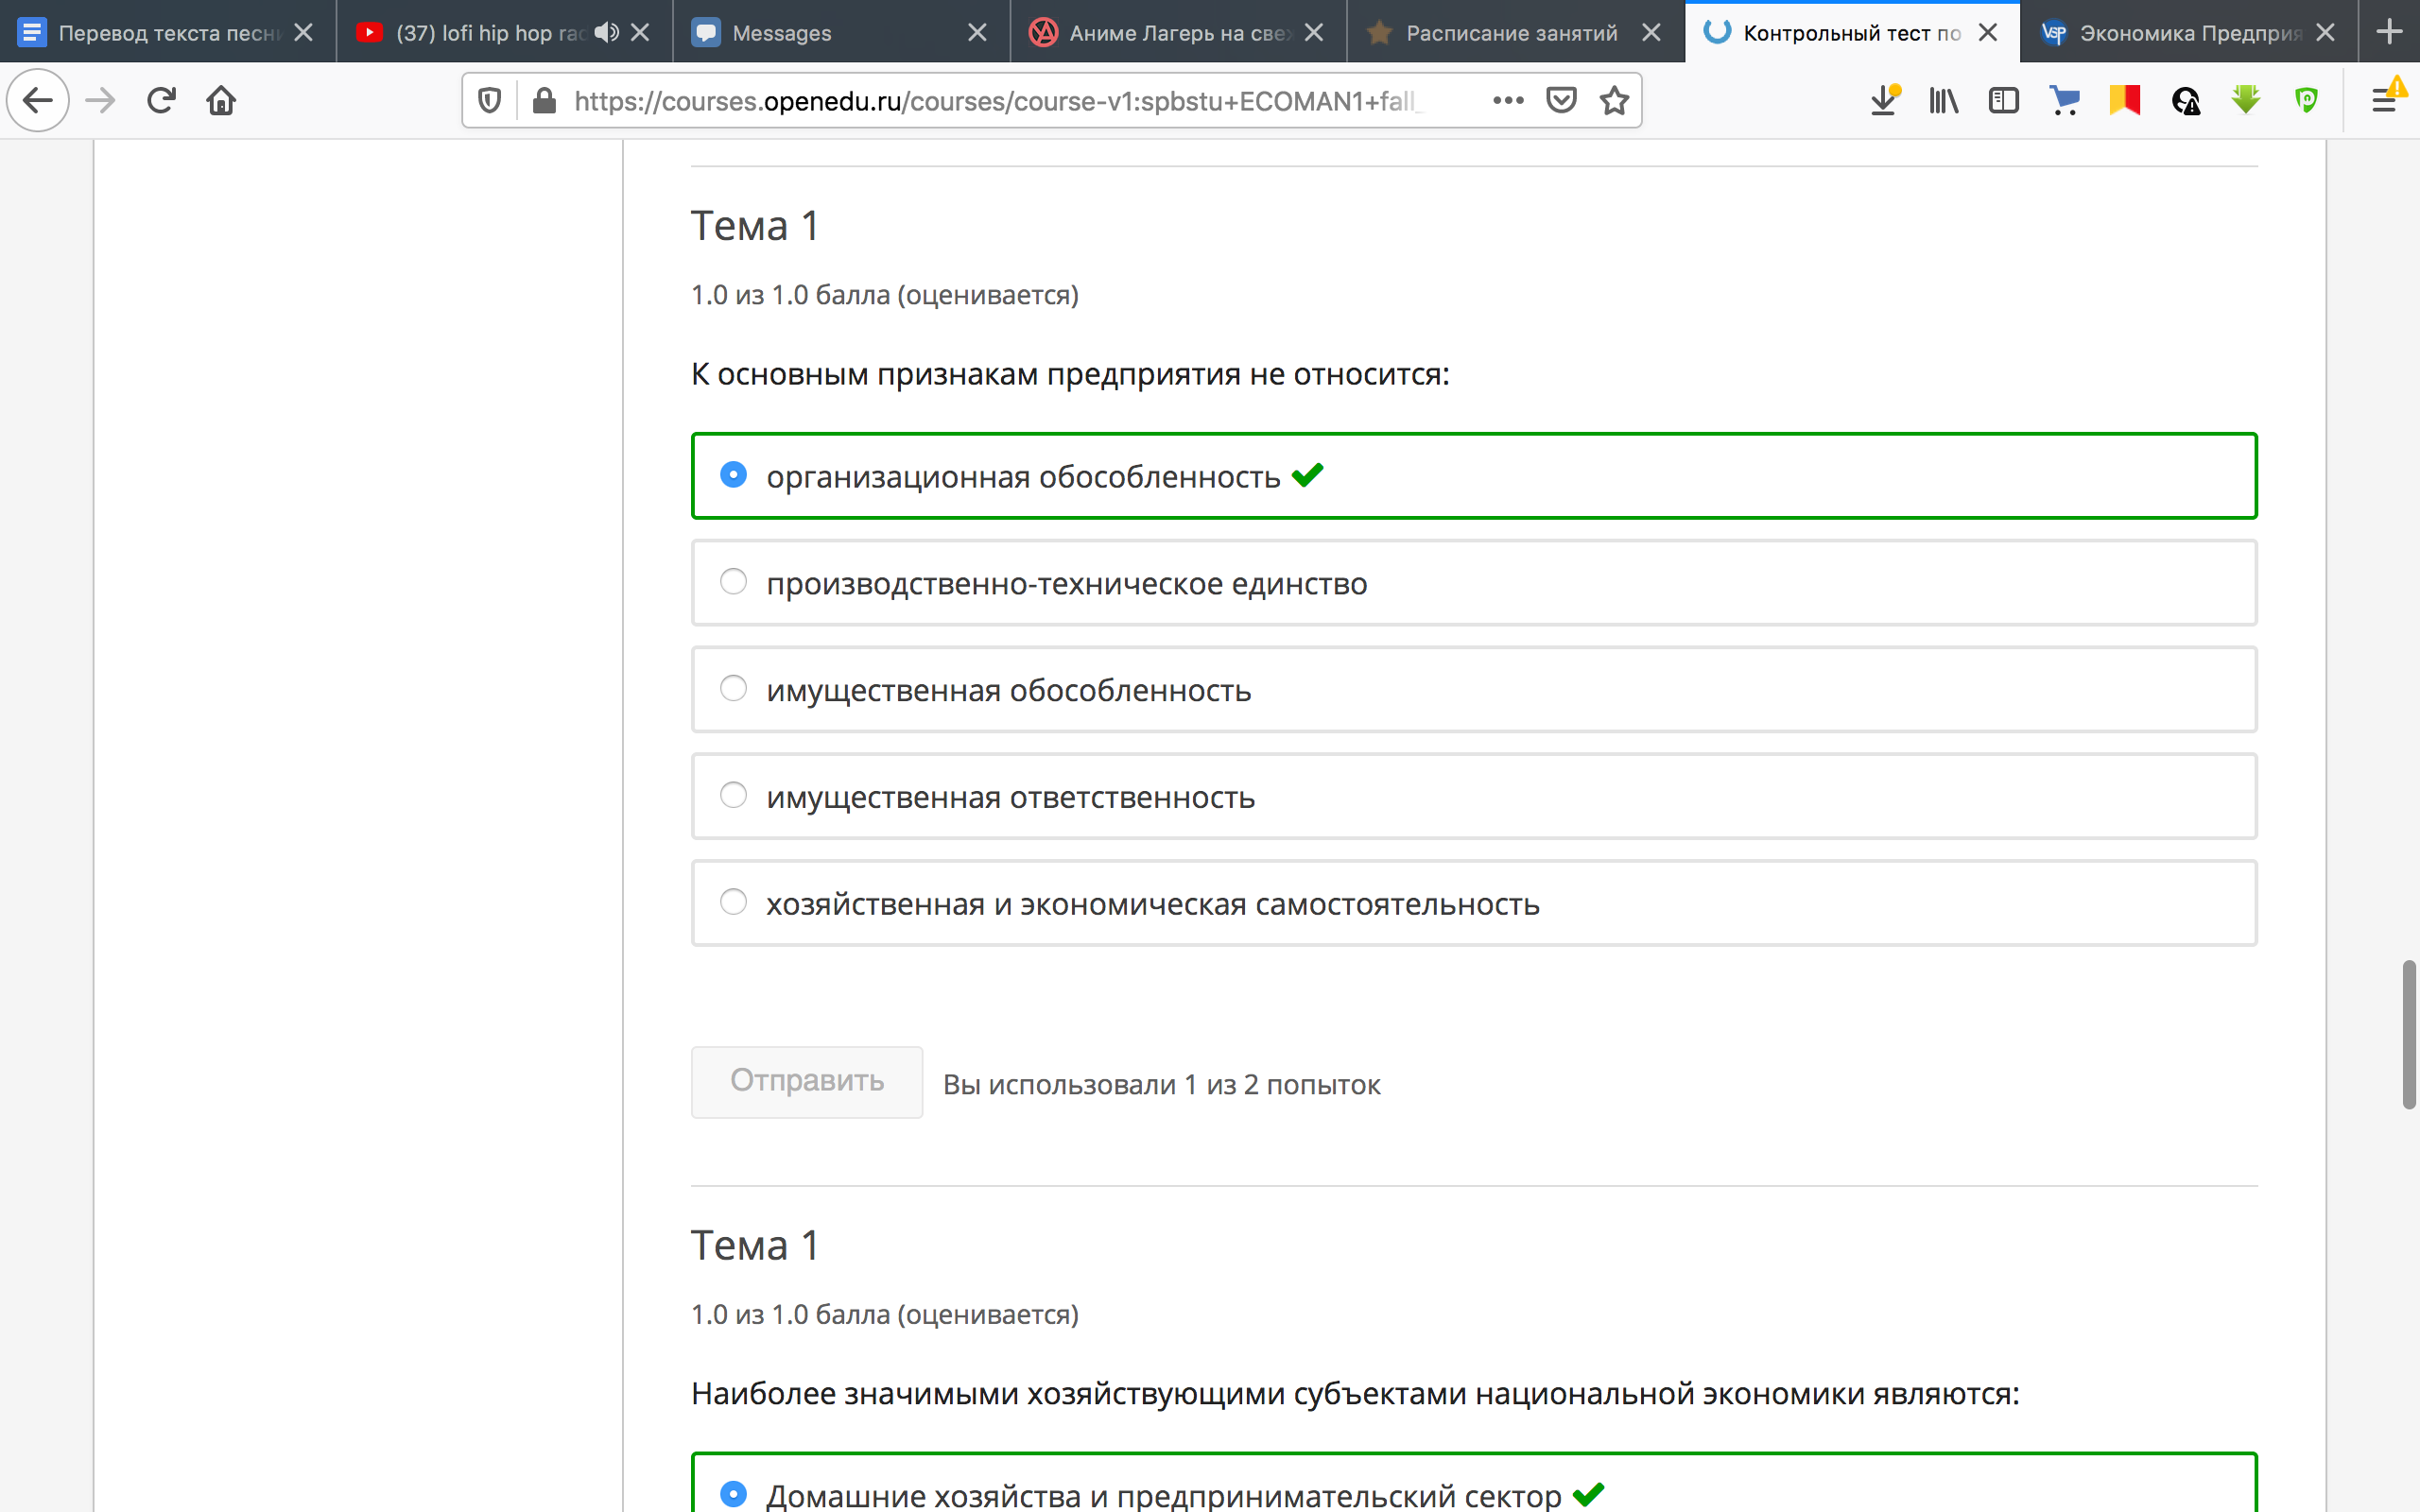 Перевод текста песни
(37) lofi hip hop rad
Messages
Аниме Лагерь на свеж
Расписание занятий
Контрольный тест по
Экономика Предприя
https://courses.openedu.ru/courses/course-v1:spbstu+ECOMAN1+fall_
Тема 1
1.0 из 1.0 балла (оценивается)
К основным признакам предприятия не относится:
организационная обособленность
производственно-техническое единство
имущественная обособленность
имущественная ответственность
хозяйственная и экономическая самостоятельность
Отправить
Вы использовали 1 из 2 попыток
Тема 1
1.0 из 1.0 балла (оценивается)
Наиболее значимыми хозяйствующими субъектами национальной экономики являются:
Домашние хозяйства и предпринимательский сектор